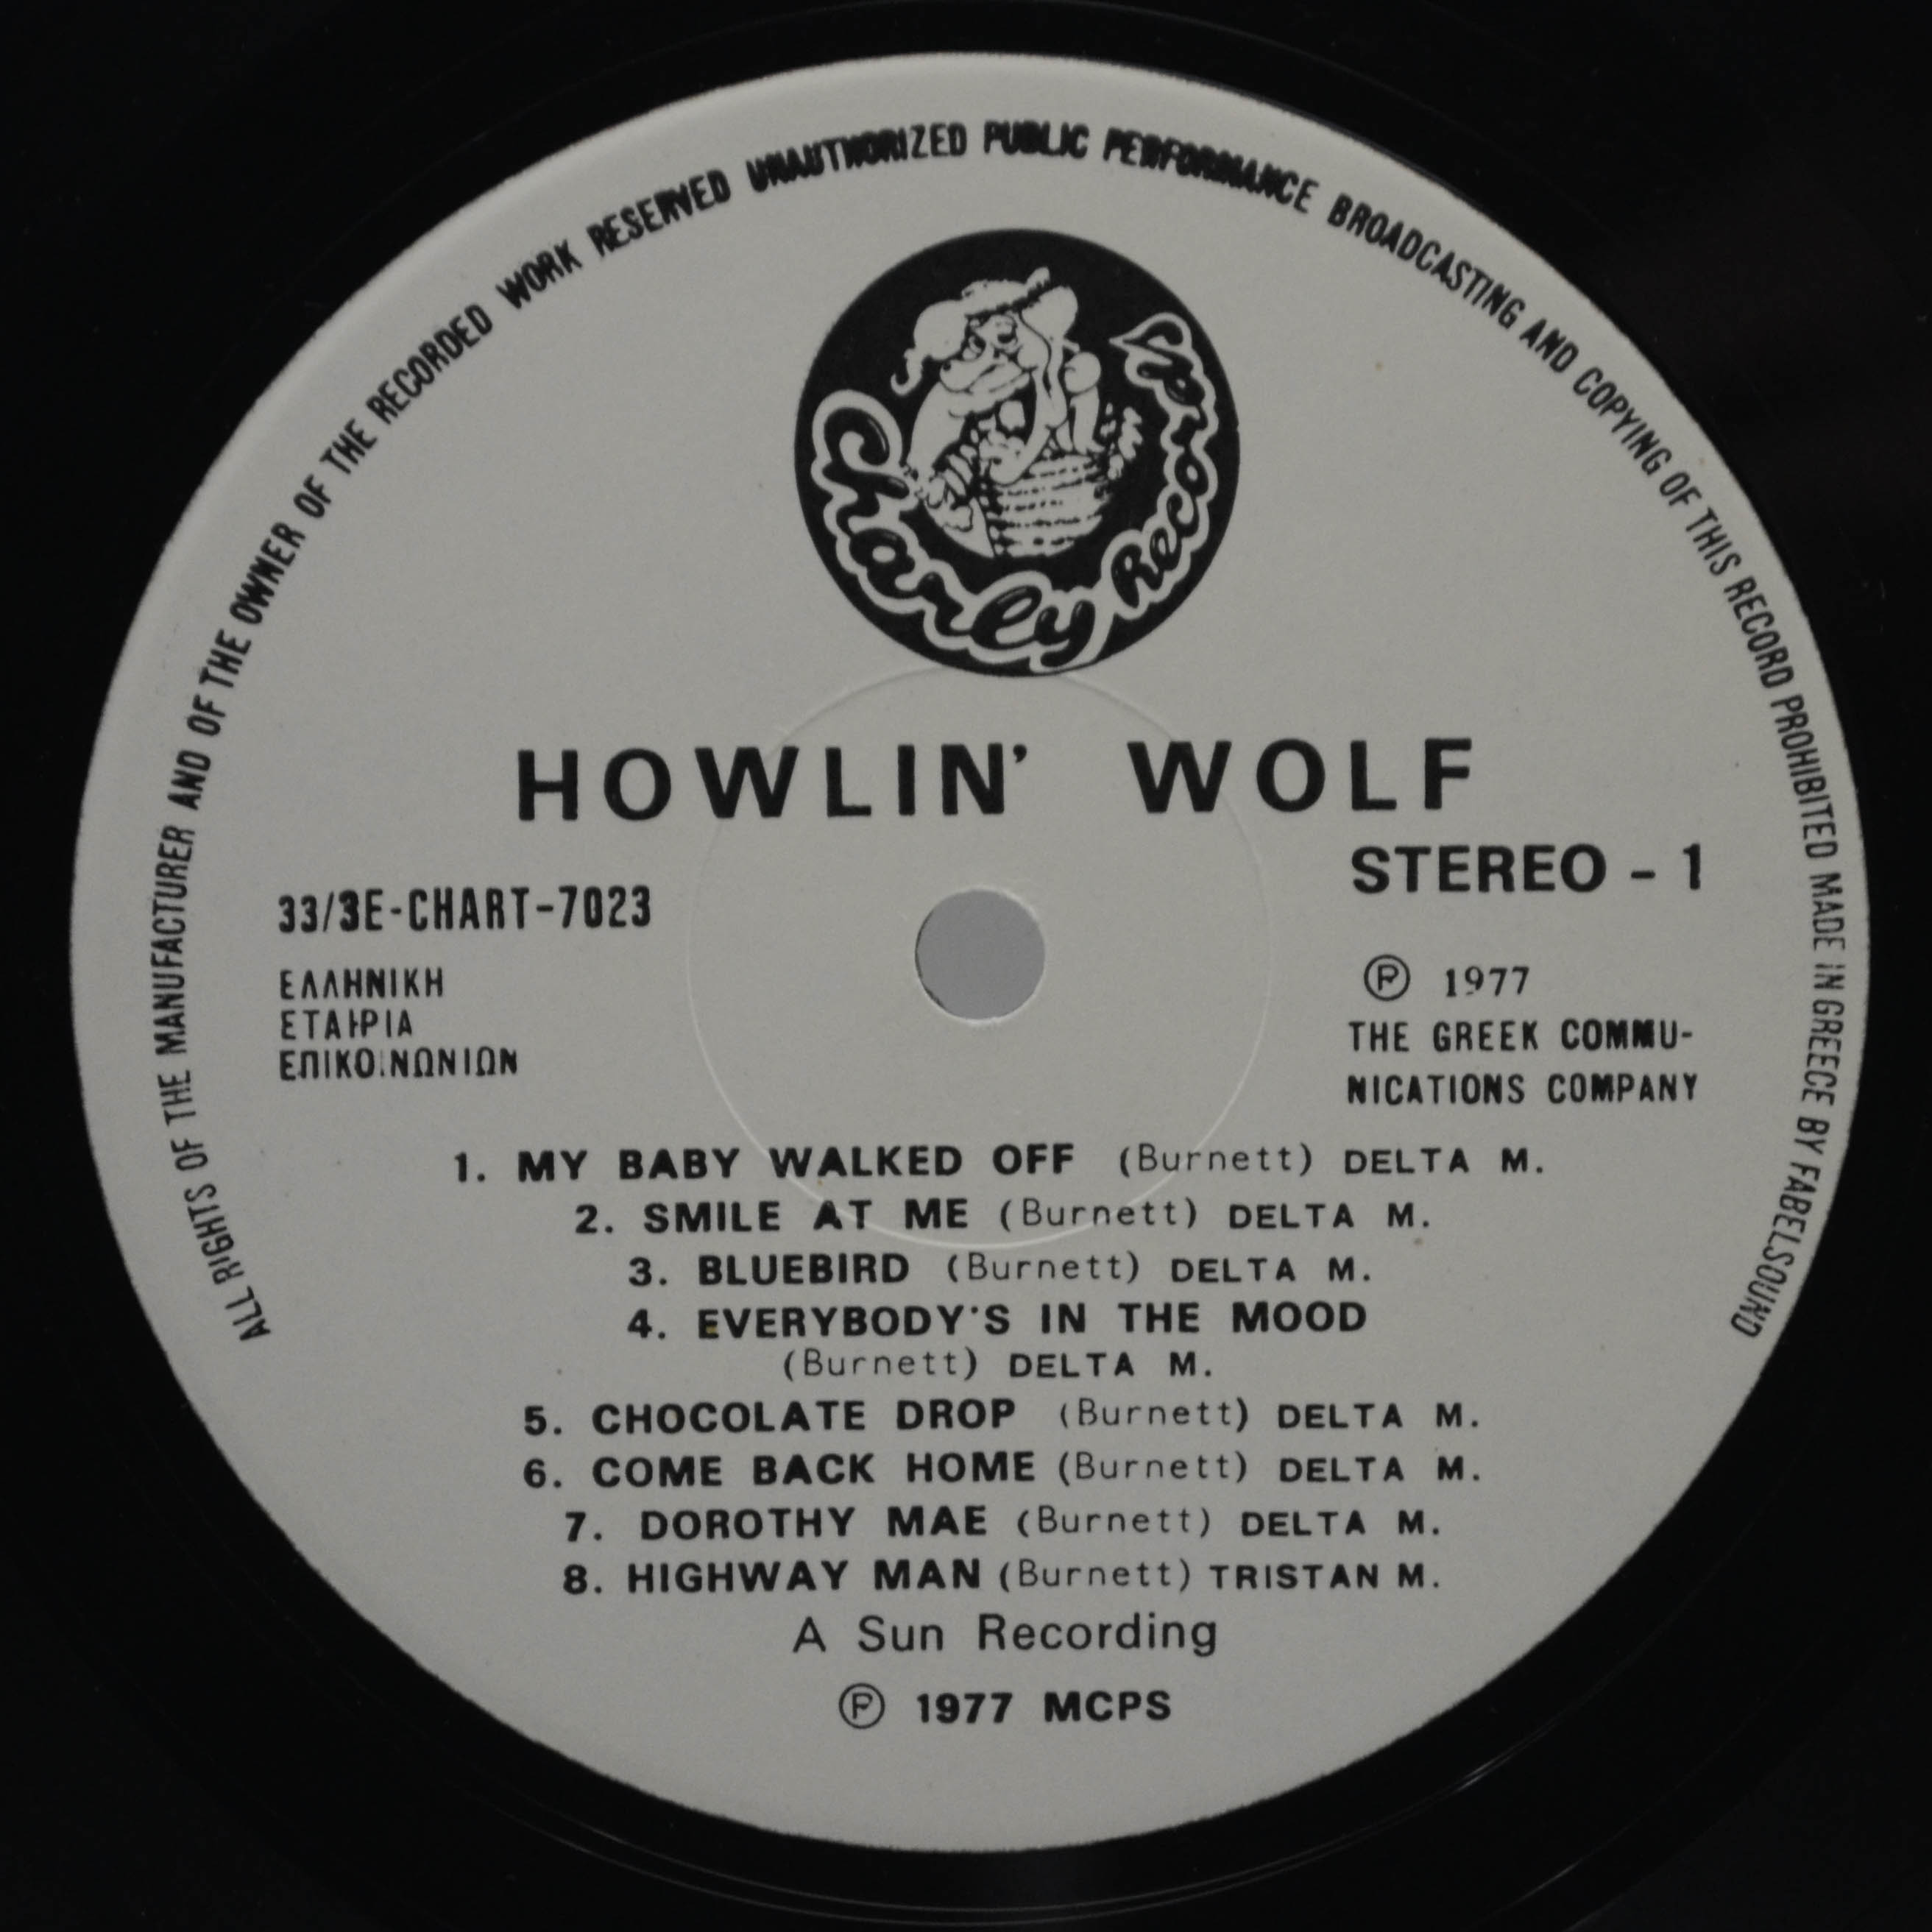 ALL RIGHTS OF THE MANUFACTURER AND OF THE OWNER OF THE RECORDED WORK RESERVED UNAUTHORIZED PUBLIC PERFORMANCE BROADCASTING AND COPYING OF THIS RECORD PROHIBITED MADE IN GREECE BY FABELSOUND
Charly Records
HOWLIN' WOLF
STEREO - 1
33/3E-CHART-7023
ΕΛΛΗΝΙΚΗ
ΕΤΑΙΡΙΑ
ΕΠΙΚΟΙΝΩΝΙΩΝ
Ⓟ 1977
THE GREEK COMMU-
NICATIONS COMPANY
1. MY BABY WALKED OFF (Burnett) DELTA M.
2. SMILE AT ME (Burnett) DELTA M.
3. BLUEBIRD (Burnett) DELTA M.
4. EVERYBODY'S IN THE MOOD
(Burnett) DELTA M.
5. CHOCOLATE DROP (Burnett) DELTA M.
6. COME BACK HOME (Burnett) DELTA M.
7. DOROTHY MAE (Burnett) DELTA M.
8. HIGHWAY MAN (Burnett) TRISTAN M.
A Sun Recording
Ⓟ 1977 MCPS